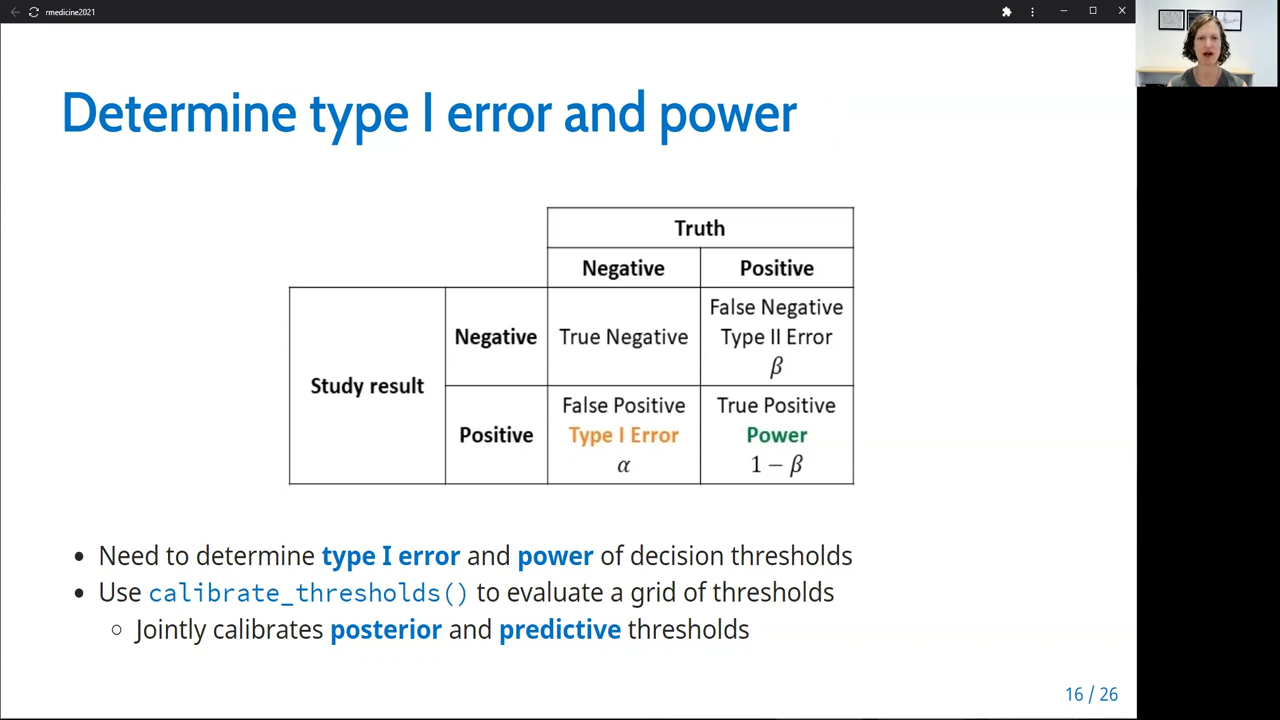 rmedicine2021
Determine type I error and power
Truth
Negative Positive
Study result
Negative
True Negative
False Negative
Type II Error
β
Positive
False Positive
Type I Error
α
True Positive
Power
1 − β
• Need to determine type I error and power of decision thresholds
• Use calibrate_thresholds() to evaluate a grid of thresholds
○ Jointly calibrates posterior and predictive thresholds
16 / 26